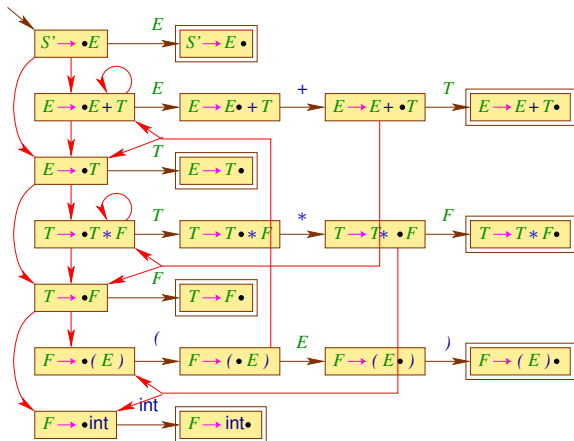 E
S’→ •E S’→ E•
E + T
E→ •E+T E→ E•+T E→ E+ •T E→ E+T•
T
E→ •T E→ T•
T * F
T→ •T*F T→ T•*F T→ T* •F T→ T*F•
F
T→ •F T→ F•
( E )
F→ •(E) F→ (•E) F→ (E•) F→ (E)•
int
F→ •int F→ int•